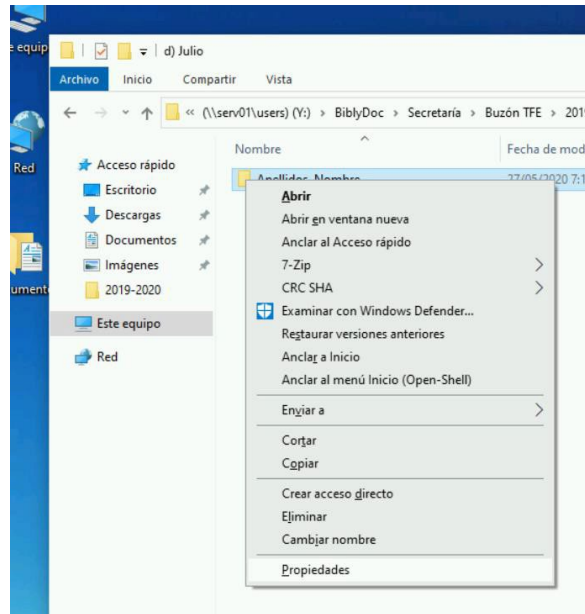 e equip
d) Julio
Archivo Inicio Compartir Vista
« (\\serv01\users) (Y:) › BiblyDoc › Secretaría › Buzón TFE › 201
Nombre Fecha de mod
Acceso rápido
Escritorio
Descargas
Documentos
Imágenes
2019-2020
Este equipo
Red
Red
ument
Apellidos, Nombre 27/05/2020 7:1
Abrir
Abrir en ventana nueva
Anclar al Acceso rápido
7-Zip
CRC SHA
Examinar con Windows Defender...
Restaurar versiones anteriores
Anclar a Inicio
Anclar al menú Inicio (Open-Shell)
Enviar a
Cortar
Copiar
Crear acceso directo
Eliminar
Cambiar nombre
Propiedades